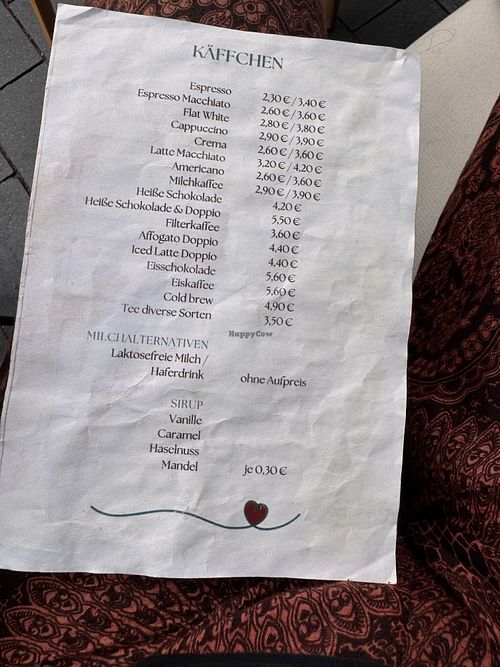 KÄFFCHEN
Espresso 2,30 € / 3,40 €
Espresso Macchiato 2,60 € / 3,60 €
Flat White 2,80 € / 3,80 €
Cappuccino 2,90 € / 3,90 €
Crema 2,60 € / 3,60 €
Latte Macchiato 3,20 € / 4,20 €
Americano 2,60 € / 3,60 €
Milchkaffee 2,90 € / 3,90 €
Heiße Schokolade 4,20 €
Heiße Schokolade & Doppio 5,50 €
Filterkaffee 3,60 €
Affogato Doppio 4,40 €
Iced Latte Doppio 4,40 €
Eisschokolade 5,60 €
Eiskaffee 5,60 €
Cold brew 4,90 €
Tee diverse Sorten 3,50 €
HappyCow
MILCHALTERNATIVEN
Laktosefreie Milch /
Haferdrink ohne Aufpreis
SIRUP
Vanille
Caramel
Haselnuss
Mandel je 0,30 €